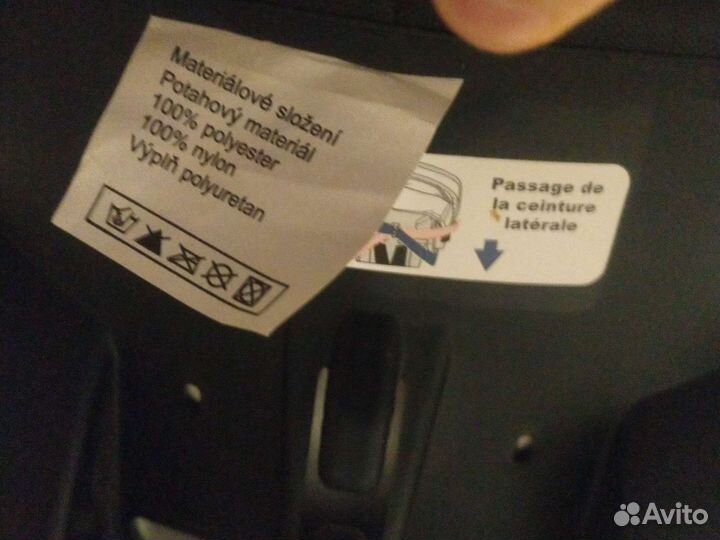 Materiálové složení
Potahový materiál
100% polyester
100% nylon
Výplň polyuretan
Passage de
la ceinture
latérale
Avito